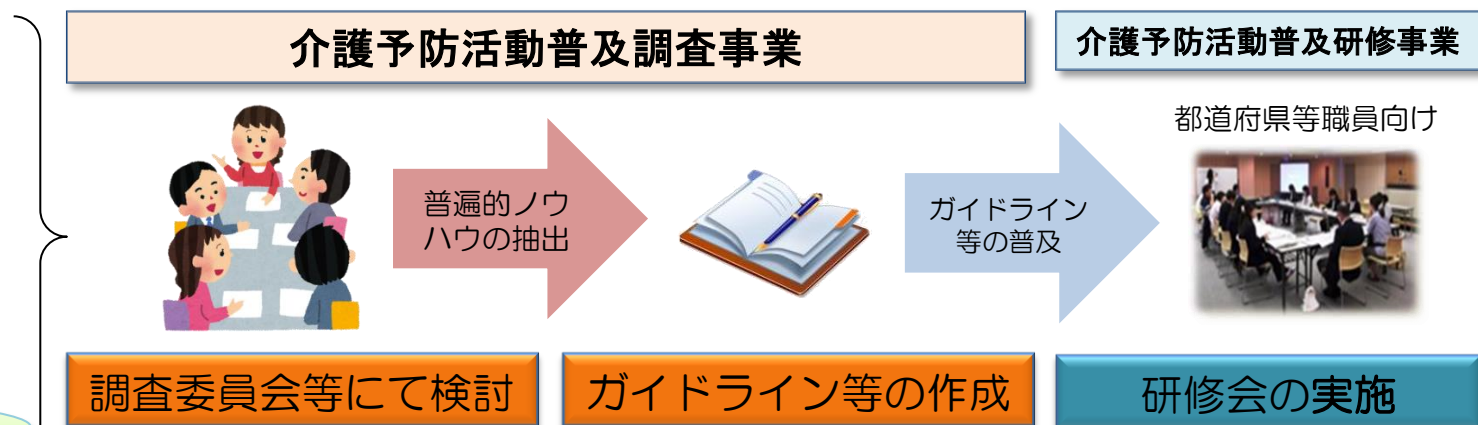 介護予防活動普及調査事業
介護予防活動普及研修事業
都道府県等職員向け
普遍的ノウ
ハウの抽出
ガイドライン
等の普及
調査委員会等にて検討
ガイドライン等の作成
研修会の実施